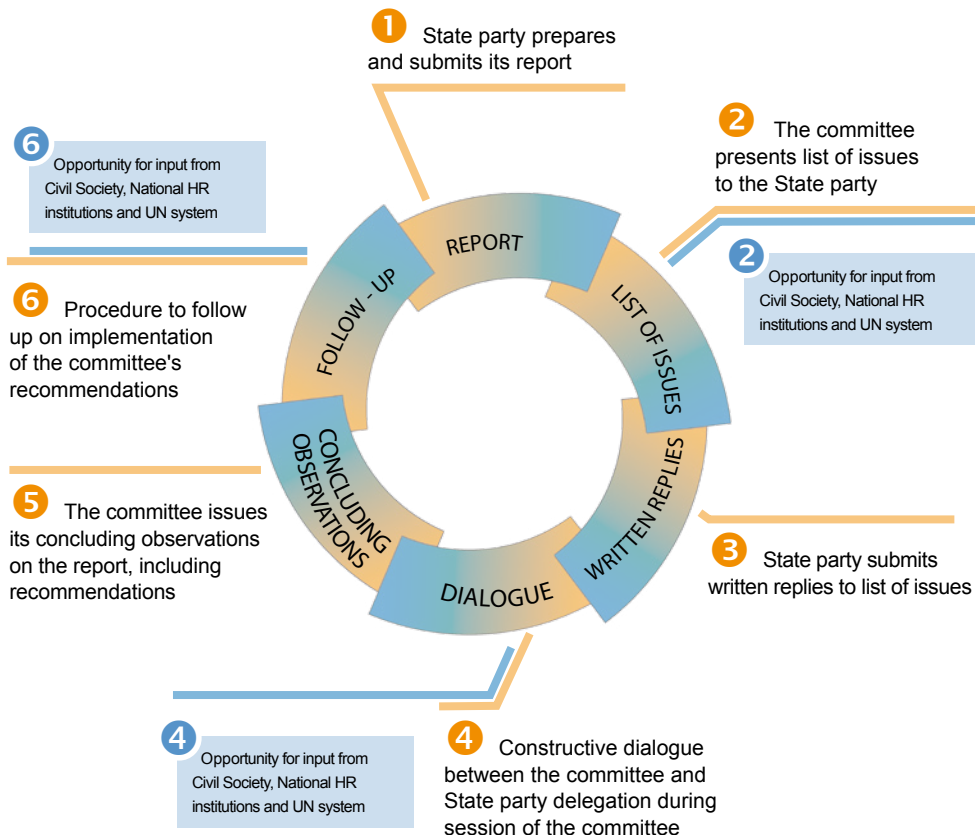 1 State party prepares
and submits its report
2 The committee
presents list of issues
to the State party
2 Opportunity for input from
Civil Society, National HR
institutions and UN system
3 State party submits
written replies to list of issues
4 Constructive dialogue
between the committee and
State party delegation during
session of the committee
4 Opportunity for input from
Civil Society, National HR
institutions and UN system
5 The committee issues
its concluding observations
on the report, including
recommendations
6 Procedure to follow
up on implementation
of the committee's
recommendations
6 Opportunity for input from
Civil Society, National HR
institutions and UN system
REPORT
LIST OF ISSUES
WRITTEN REPLIES
DIALOGUE
CONCLUDING
OBSERVATIONS
FOLLOW - UP